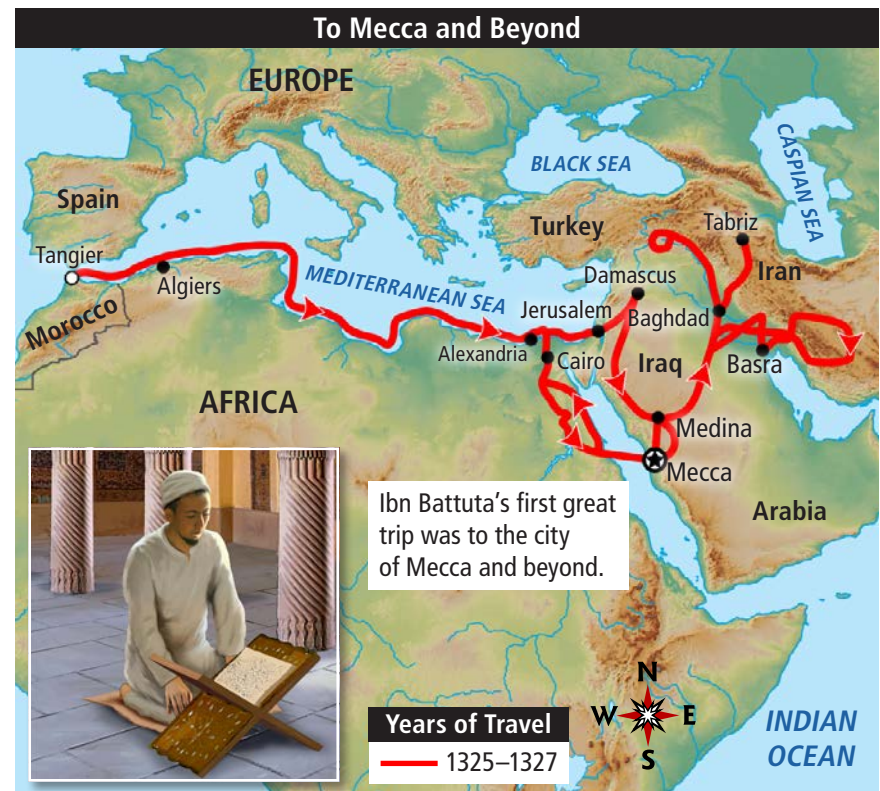 To Mecca and Beyond
EUROPE
CASPIAN SEA
BLACK SEA
Spain
Turkey
Tabriz
Tangier
Iran
Algiers
MEDITERRANEAN SEA
Damascus
Jerusalem
Baghdad
Morocco
Alexandria
Cairo
Iraq
Basra
AFRICA
Medina
Mecca
Arabia
Ibn Battuta's first great
trip was to the city
of Mecca and beyond.
N
W
E
S
Years of Travel
1325–1327
INDIAN
OCEAN